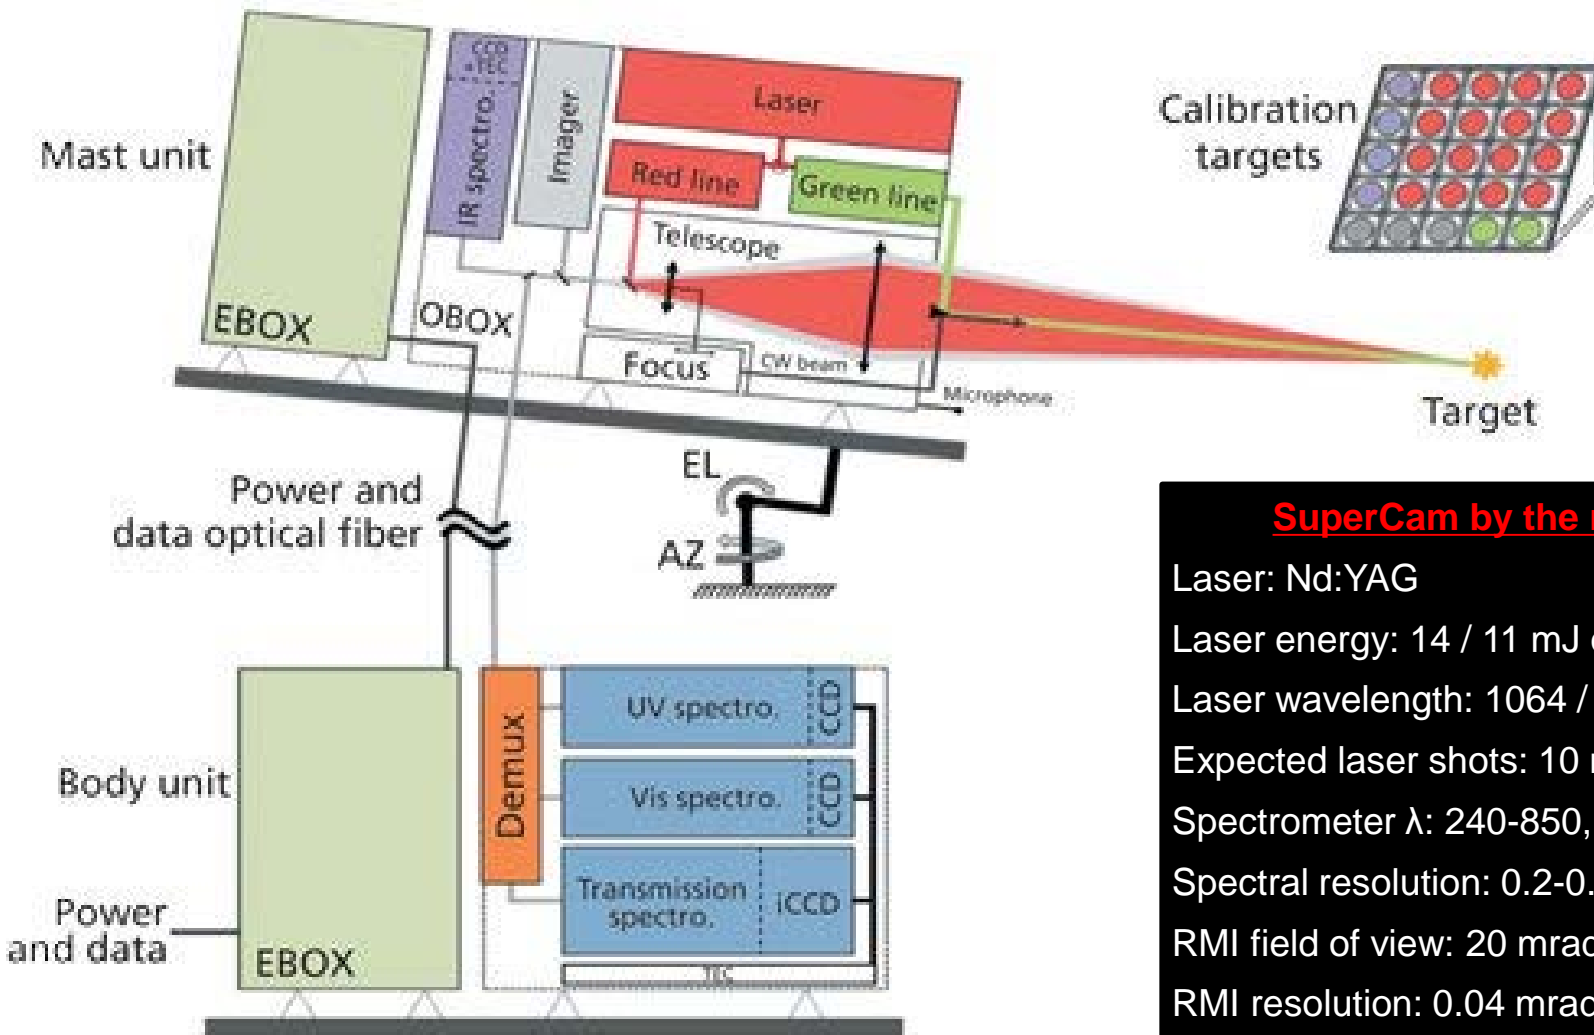 Mast unit
EBOX
CCD
+ TEC
IR spectro.
Imager
Laser
Red line
Green line
Telescope
OBOX
Focus
CW beam
Microphone
Calibration
targets
Target
Power and
data optical fiber
EL
AZ
Body unit
Power
and data
EBOX
Demux
UV spectro.
CCD
Vis spectro.
CCD
Transmission
spectro.
iCCD
TEC
SuperCam by the
Laser: Nd:YAG
Laser energy: 14 / 11 mJ
Laser wavelength: 1064 /
Expected laser shots: 10
Spectrometer λ: 240-850,
Spectral resolution: 0.2-0.
RMI field of view: 20 mrad
RMI resolution: 0.04 mrad